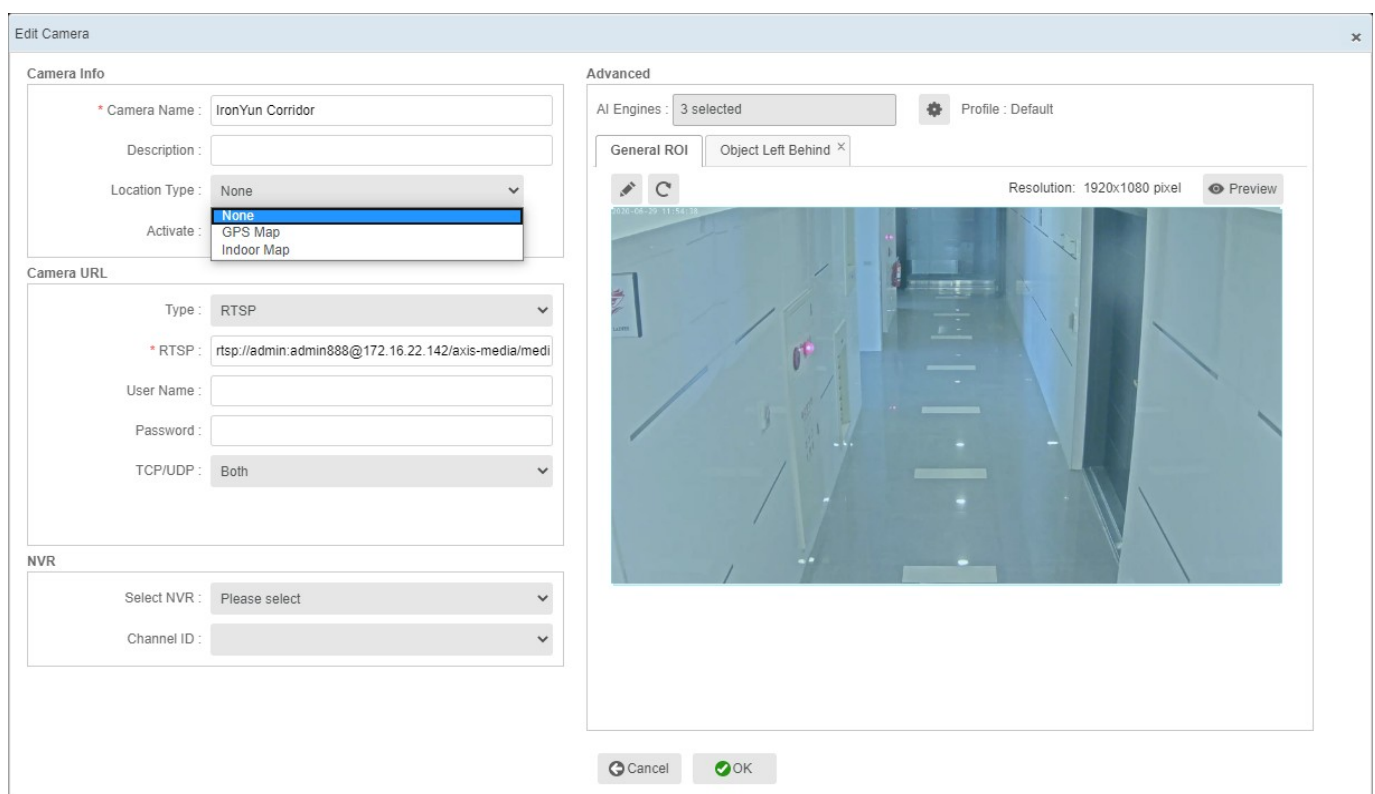 Edit Camera
×
Camera Info
* Camera Name : IronYun Corridor
Description :
Location Type : None
None
GPS Map
Indoor Map
Activate :
Camera URL
Type : RTSP
* RTSP : rtsp://admin:admin888@172.16.22.142/axis-media/medi
User Name :
Password :
TCP/UDP : Both
NVR
Select NVR : Please select
Channel ID :
Advanced
AI Engines : 3 selected
Profile : Default
General ROI
Object Left Behind ×
Resolution: 1920x1080 pixel
Preview
Cancel
OK